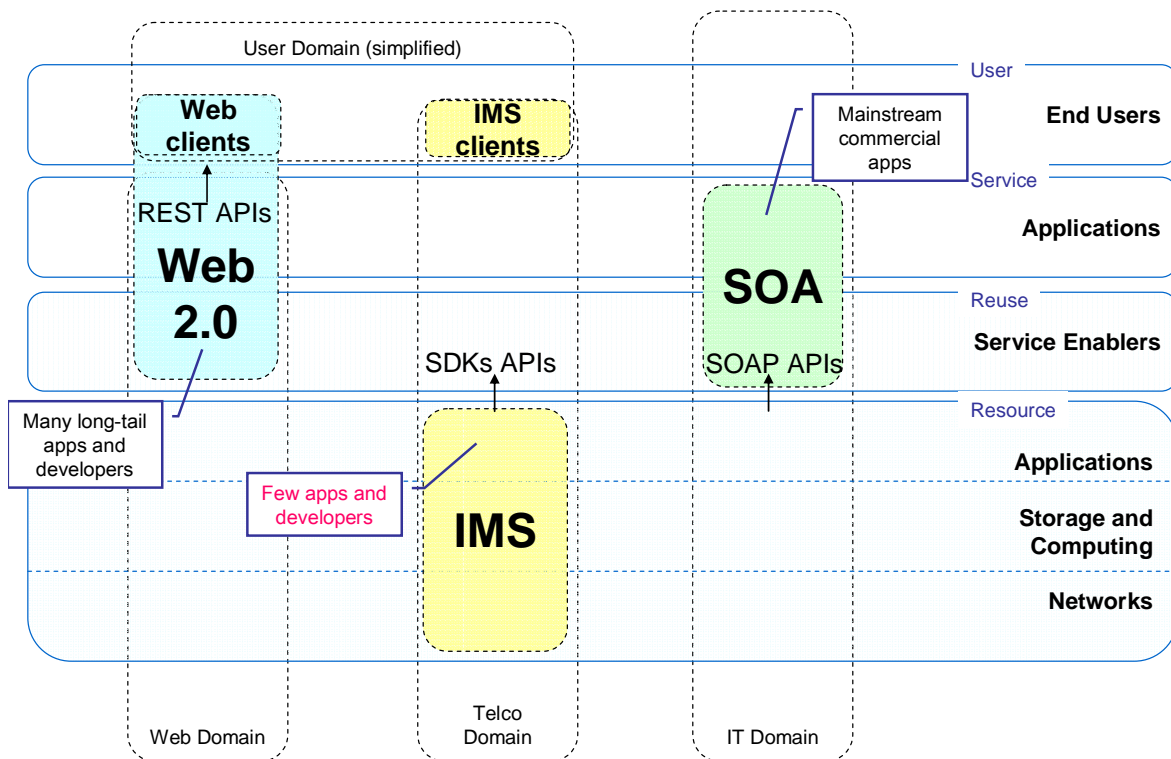 User Domain (simplified)
User
Web
clients
IMS
clients
Mainstream
commercial
apps
End Users
Service
REST APIs
Applications
Web
2.0
SOA
Reuse
Service Enablers
SDKs APIs
SOAP APIs
Resource
Many long-tail
apps and
developers
Applications
Few apps and
developers
IMS
Storage and
Computing
Networks
Web Domain
Telco
Domain
IT Domain